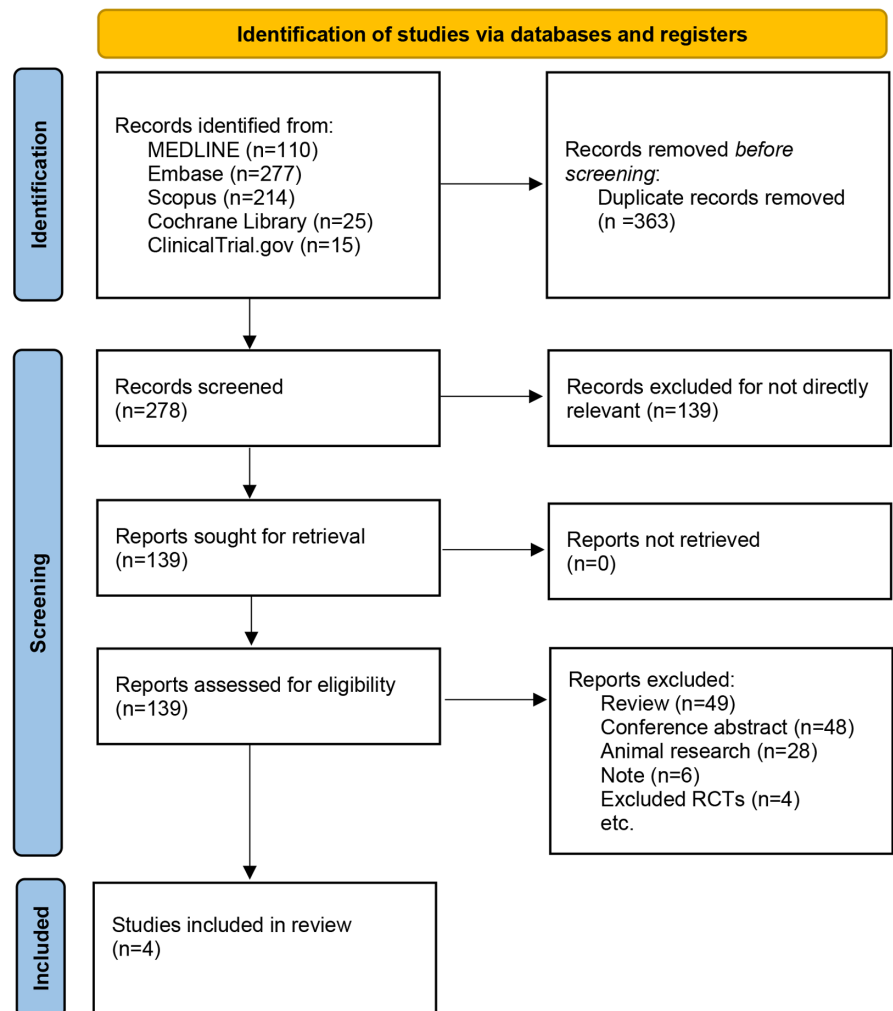 Identification of studies via databases and registers
Identification
Records identified from:
MEDLINE (n=110)
Embase (n=277)
Scopus (n=214)
Cochrane Library (n=25)
ClinicalTrial.gov (n=15)
Records removed before
screening:
Duplicate records removed
(n =363)
Screening
Records screened
(n=278)
Records excluded for not directly
relevant (n=139)
Reports sought for retrieval
(n=139)
Reports not retrieved
(n=0)
Reports assessed for eligibility
(n=139)
Reports excluded:
Review (n=49)
Conference abstract (n=48)
Animal research (n=28)
Note (n=6)
Excluded RCTs (n=4)
etc.
Included
Studies included in review
(n=4)